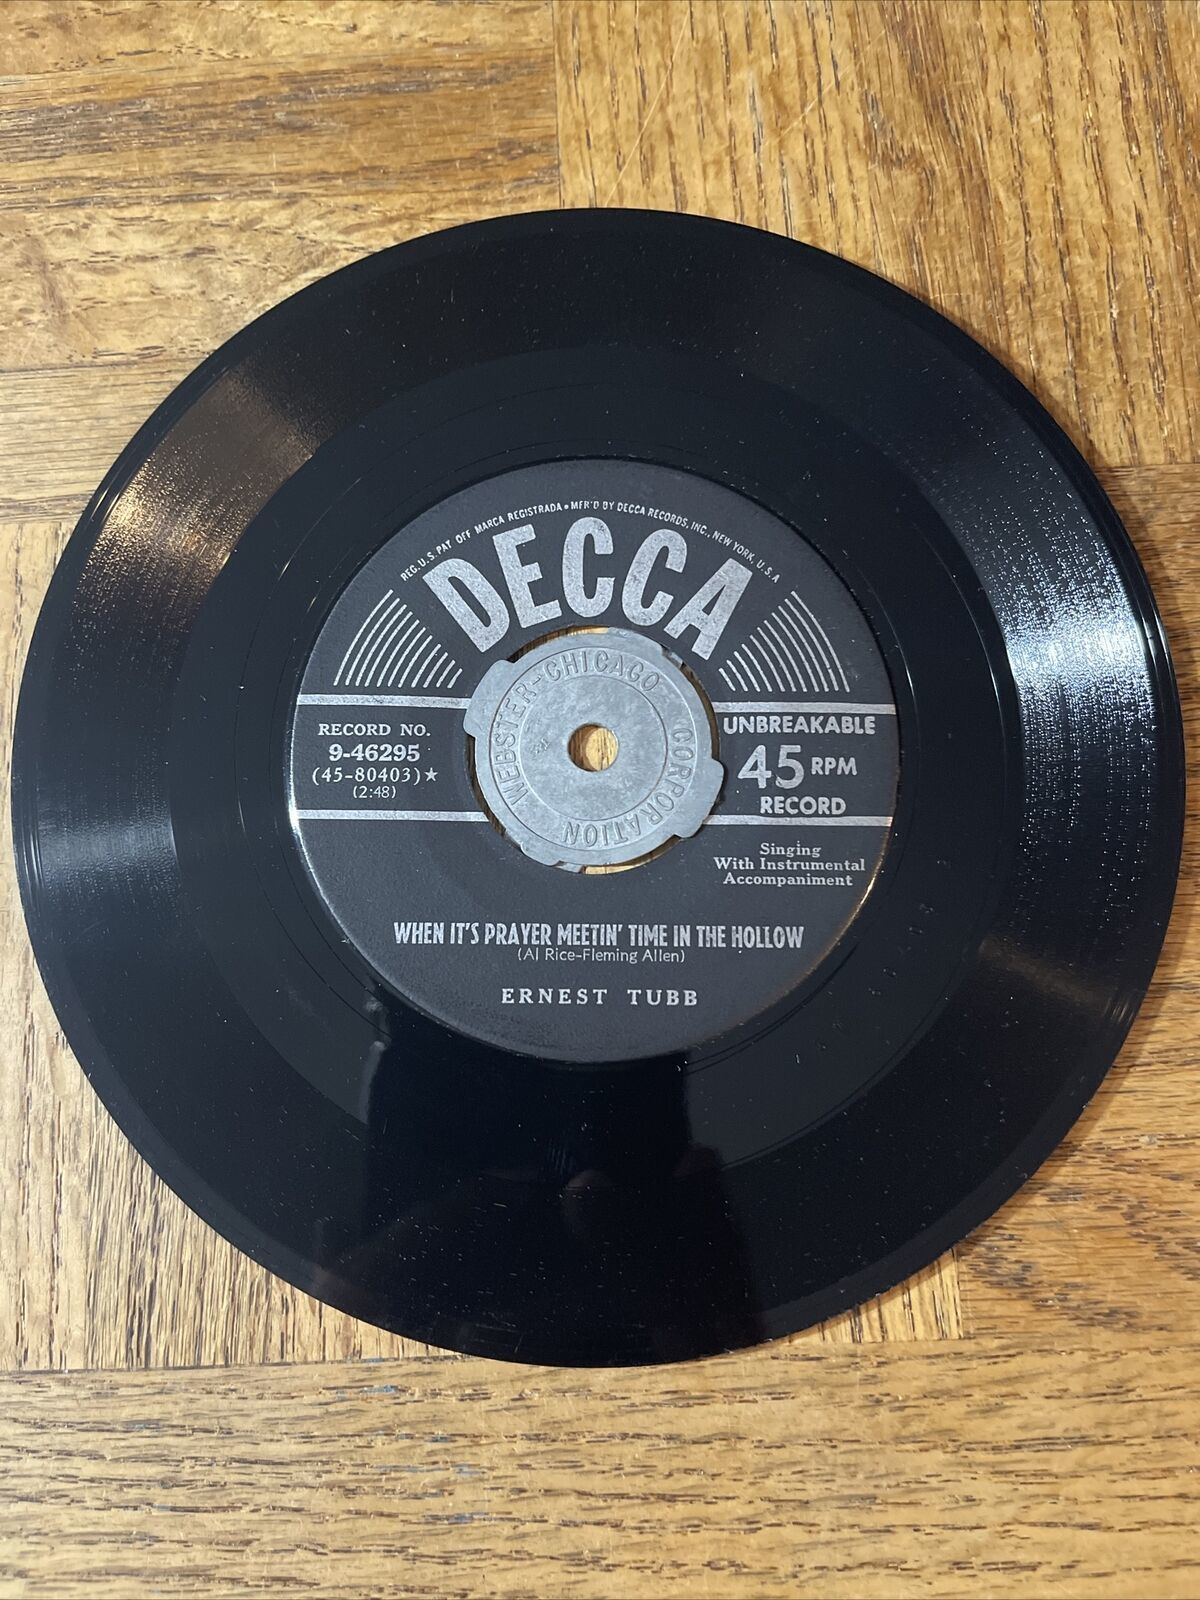 REG. U.S. PAT OFF MARCA REGISTRADA • MFR'D BY DECCA RECORDS, INC., NEW YORK, U.S.A
DECCA
WEBSTER-CHICAGO CORPORATION
RECORD NO.
9-46295
(45-80403)★
(2:48)
UNBREAKABLE
45 RPM
RECORD
Singing
With Instrumental
Accompaniment
WHEN IT'S PRAYER MEETIN' TIME IN THE HOLLOW
(Al Rice-Fleming Allen)
ERNEST TUBB